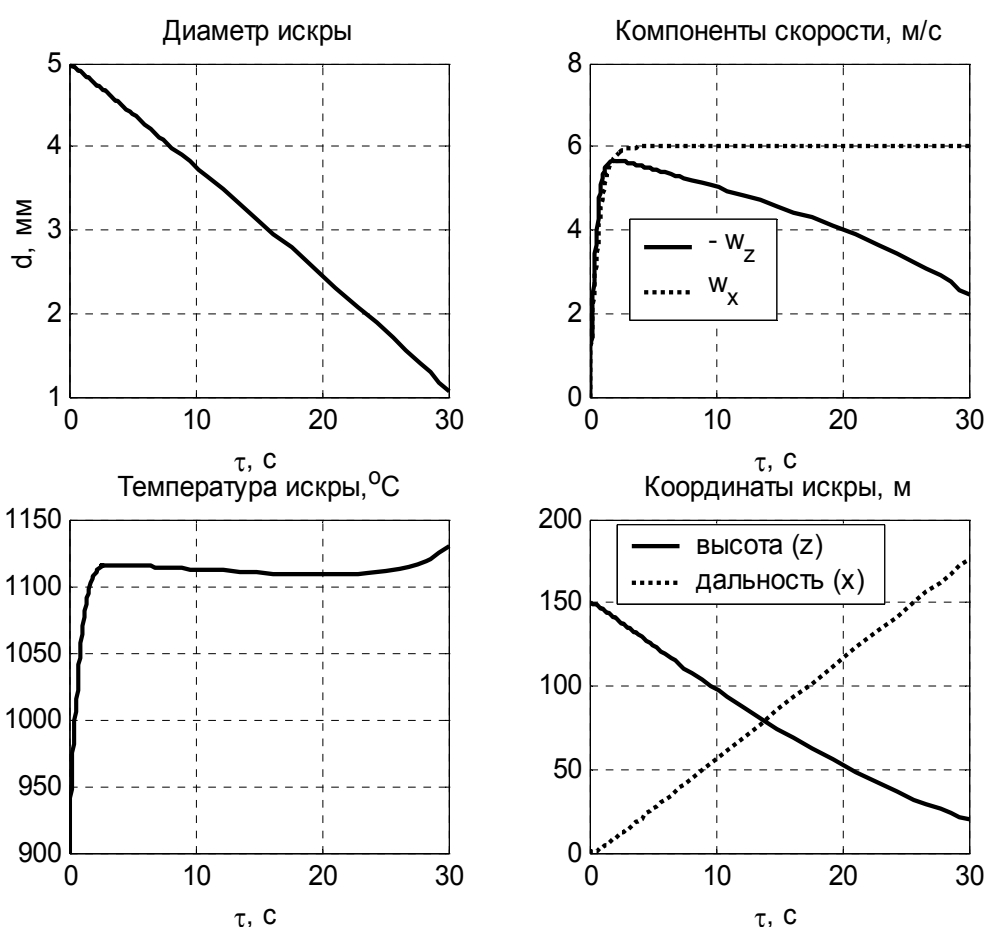 Диаметр искры
5
4
3
2
1
d, мм
0 10 20 30
τ, с
Компоненты скорости, м/с
8
6
4
2
0
- w_z
w_x
0 10 20 30
τ, с
Температура искры,°С
1150
1100
1050
1000
950
900
0 10 20 30
τ, с
Координаты искры, м
200
150
100
50
0
высота (z)
дальность (x)
0 10 20 30
τ, с